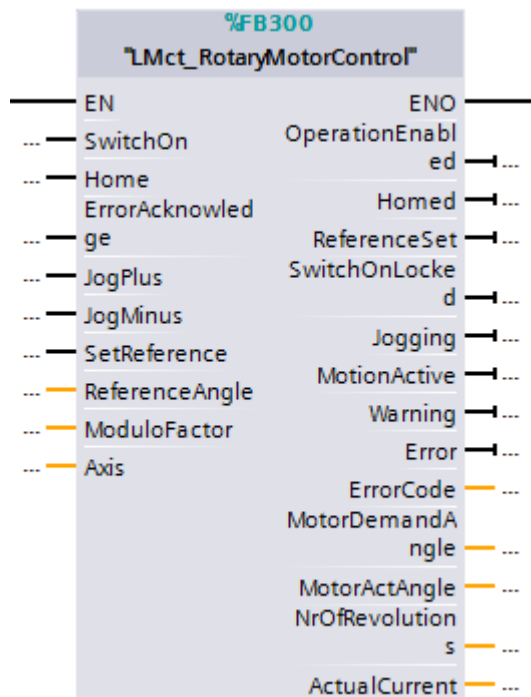 %FB300
"LMct_RotaryMotorControl"
EN
ENO
SwitchOn
OperationEnabl
ed
...
...
Home
Homed
...
...
ErrorAcknowled
ge
ReferenceSet
...
...
SwitchOnLocke
d
...
JogPlus
...
Jogging
...
JogMinus
...
MotionActive
...
SetReference
...
Warning
...
ReferenceAngle
...
Error
...
ModuloFactor
...
ErrorCode
...
Axis
...
MotorDemandA
ngle
...
MotorActAngle
...
NrOfRevolution
s
...
ActualCurrent
...